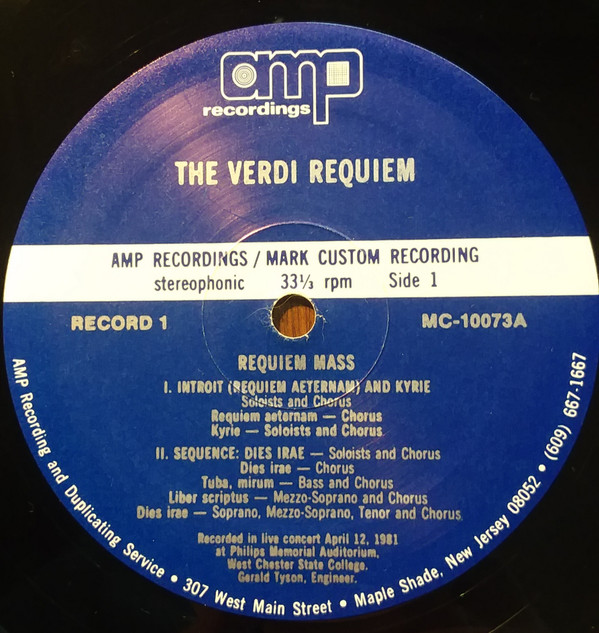 amp
recordings
THE VERDI REQUIEM
AMP RECORDINGS / MARK CUSTOM RECORDING
stereophonic 33⅓ rpm Side 1
RECORD 1 MC-10073A
REQUIEM MASS
I. INTROIT (REQUIEM AETERNAM) AND KYRIE
Soloists and Chorus
Requiem aeternam — Chorus
Kyrie — Soloists and Chorus
II. SEQUENCE: DIES IRAE — Soloists and Chorus
Dies irae — Chorus
Tuba, mirum — Bass and Chorus
Liber scriptus — Mezzo-Soprano and Chorus
Dies irae — Soprano, Mezzo-Soprano, Tenor and Chorus
Recorded in live concert April 12, 1981
at Philips Memorial Auditorium,
West Chester State College.
Gerald Tyson, Engineer.
AMP Recording and Duplicating Service • 307 West Main Street • Maple Shade, New Jersey 08052 • (609) 667-1667